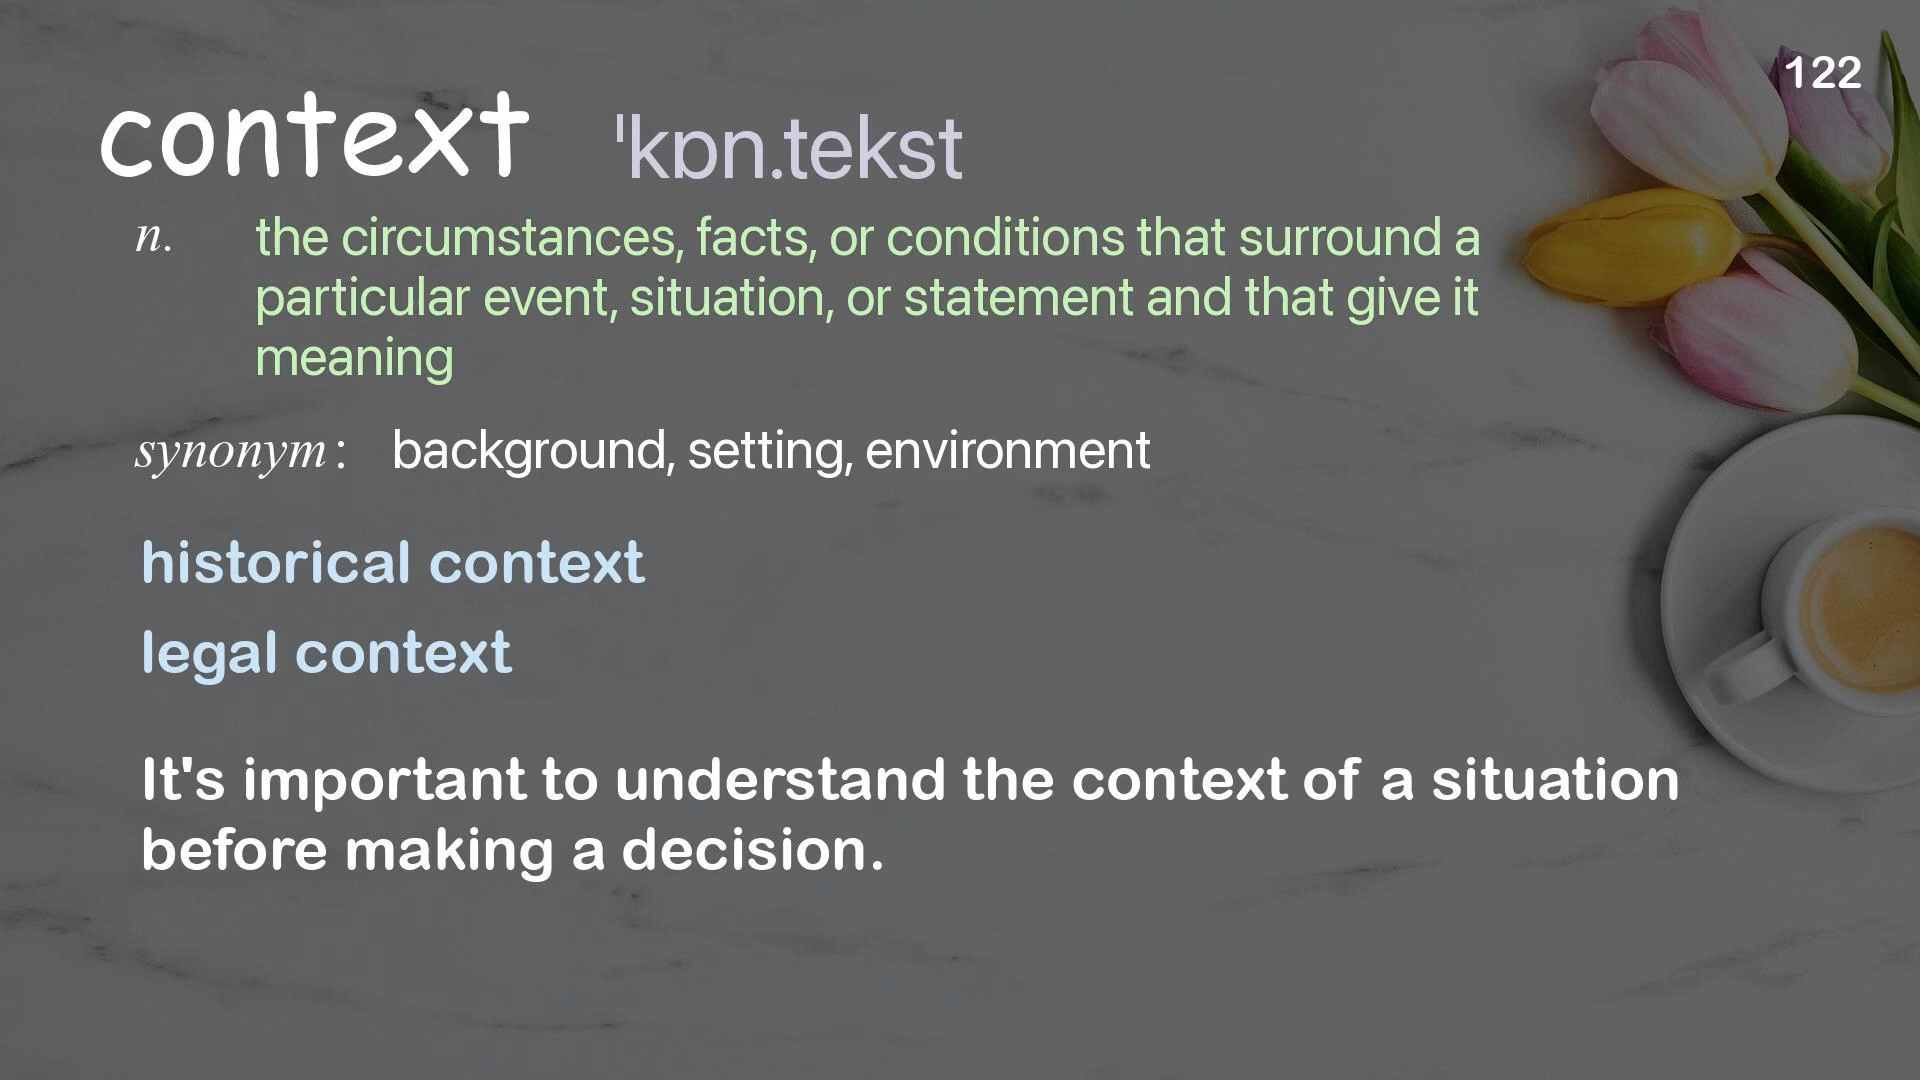 122
context ˈkɒn.tekst
n. the circumstances, facts, or conditions that surround a
particular event, situation, or statement and that give it
meaning
synonym: background, setting, environment
historical context
legal context
It's important to understand the context of a situation
before making a decision.